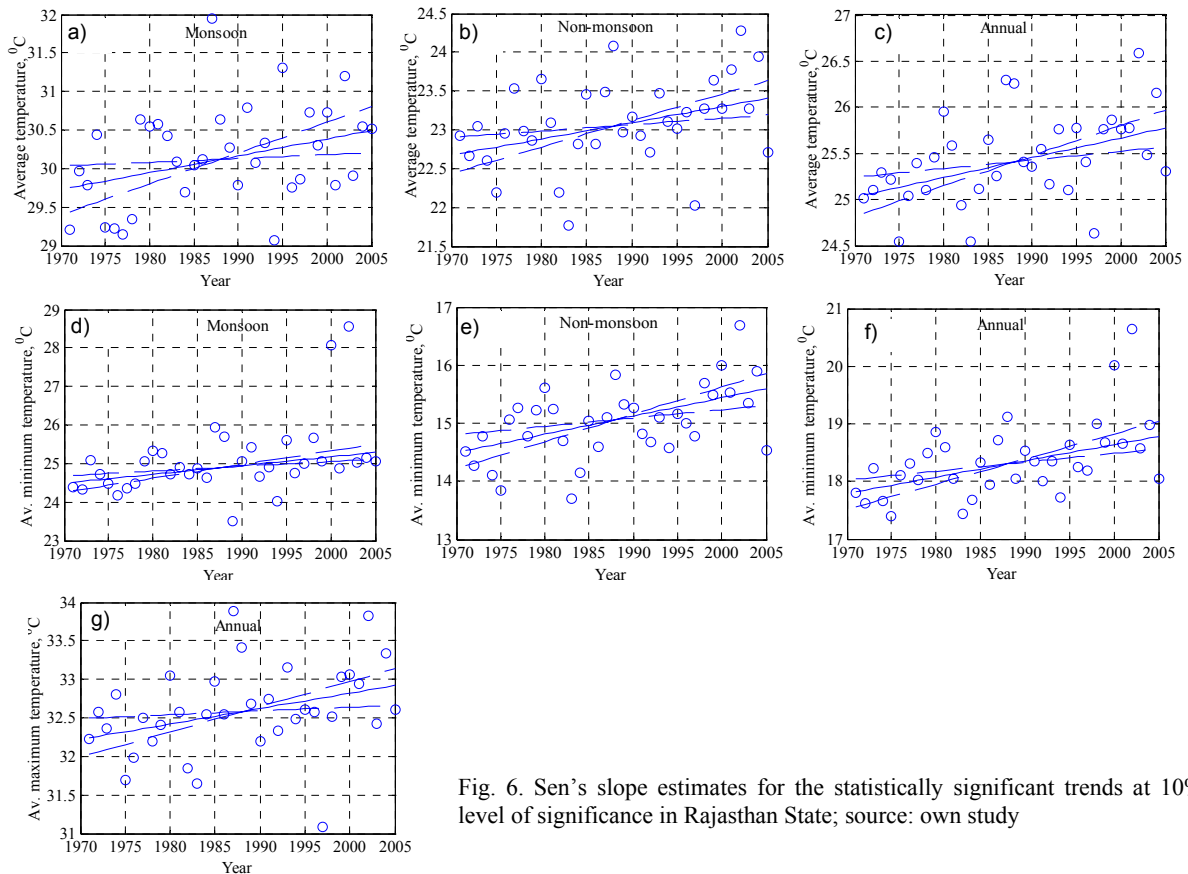 a)
Monsoon
Average temperature, ⁰C
32
31.5
31
30.5
30
29.5
29
1970 1975 1980 1985 1990 1995 2000 2005
Year
b)
Non-monsoon
Average temperature, ⁰C
24.5
24
23.5
23
22.5
22
21.5
1970 1975 1980 1985 1990 1995 2000 2005
Year
c)
Annual
Average temperature, ⁰C
27
26.5
26
25.5
25
24.5
1970 1975 1980 1985 1990 1995 2000 2005
Year
d)
Monsoon
Av. minimum temperature, ⁰C
29
28
27
26
25
24
23
1970 1975 1980 1985 1990 1995 2000 2005
Year
e)
Non-monsoon
Av. minimum temperature, ⁰C
17
16
15
14
13
1970 1975 1980 1985 1990 1995 2000 2005
Year
f)
Annual
Av. minimum temperature, ⁰C
21
20
19
18
17
16
1970 1975 1980 1985 1990 1995 2000 2005
Year
g)
Annual
Av. maximum temperature, ⁰C
34
33.5
33
32.5
32
31.5
31
1970 1975 1980 1985 1990 1995 2000 2005
Year
Fig. 6. Sen's slope estimates for the statistically significant trends at 10%
level of significance in Rajasthan State; source: own study